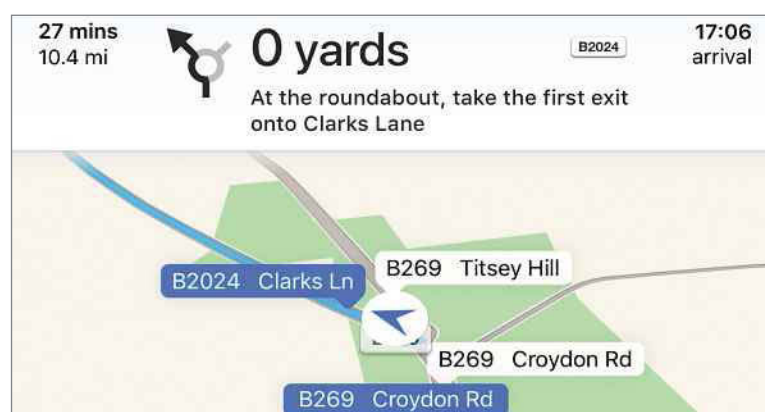 27 mins
10.4 mi
0 yards
B2024
17:06
arrival
At the roundabout, take the first exit
onto Clarks Lane
B269 Titsey Hill
B2024 Clarks Ln
B269 Croydon Rd
B269 Croydon Rd